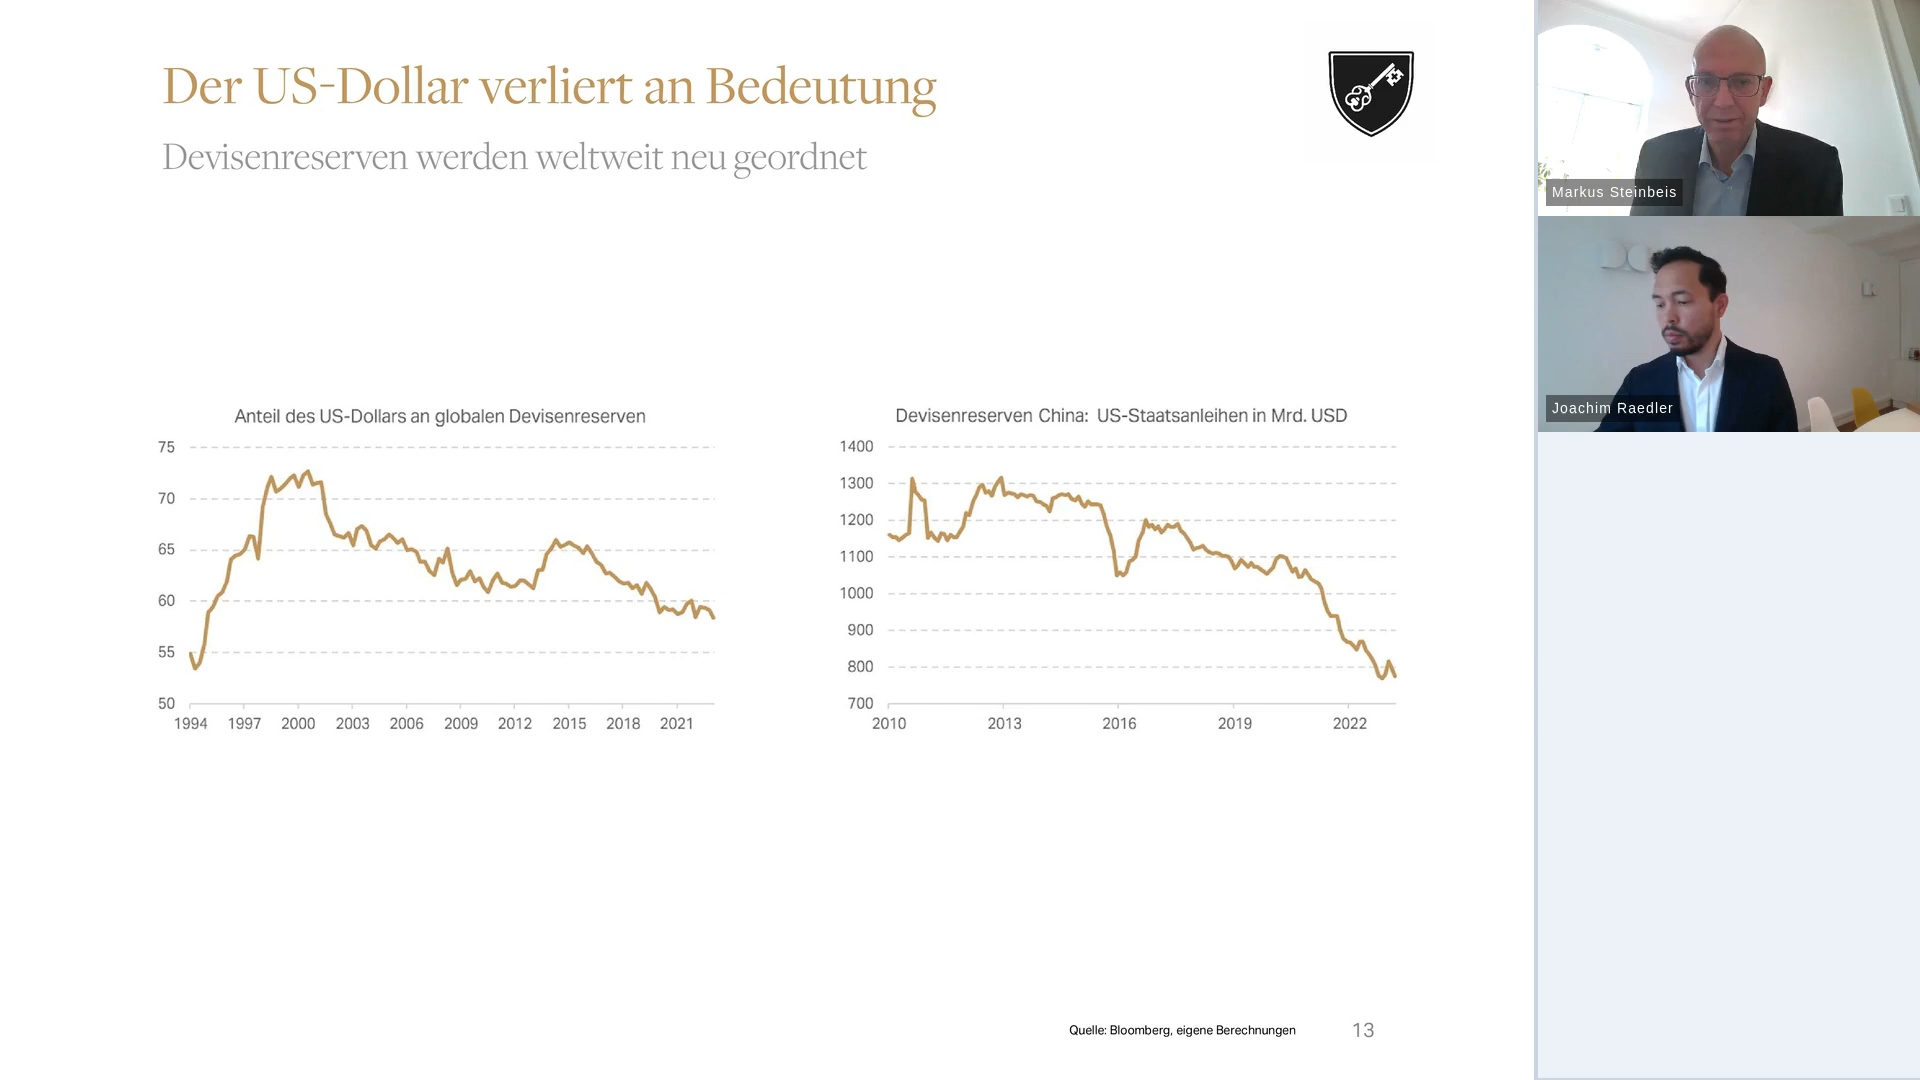 Der US-Dollar verliert an Bedeutung
Devisenreserven werden weltweit neu geordnet
Anteil des US-Dollars an globalen Devisenreserven
75
70
65
60
55
50
1994 1997 2000 2003 2006 2009 2012 2015 2018 2021
Devisenreserven China: US-Staatsanleihen in Mrd. USD
1400
1300
1200
1100
1000
900
800
700
2010 2013 2016 2019 2022
Quelle: Bloomberg, eigene Berechnungen
13
Markus Steinbeis
Joachim Raedler